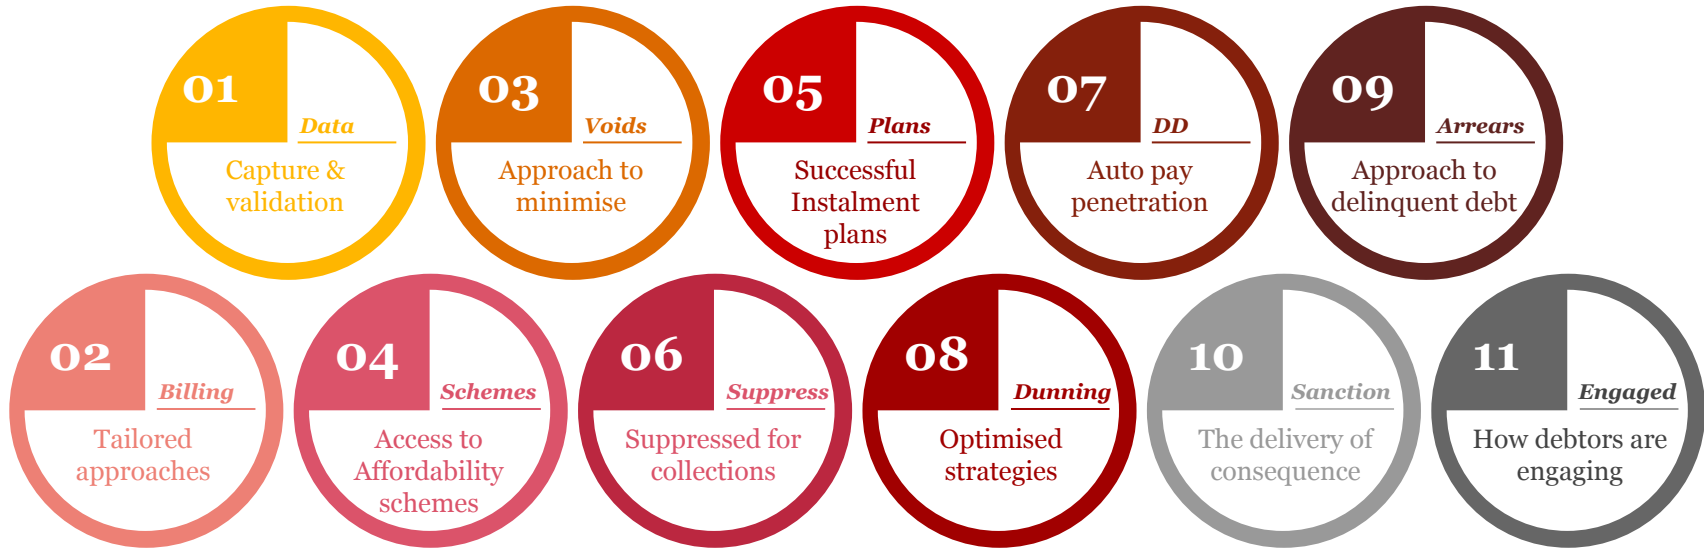 01
Data
Capture &
validation
03
Voids
Approach to
minimise
05
Plans
Successful
Instalment
plans
07
DD
Auto pay
penetration
09
Arrears
Approach to
delinquent debt
02
Billing
Tailored
approaches
04
Schemes
Access to
Affordability
schemes
06
Suppress
Suppressed for
collections
08
Dunning
Optimised
strategies
10
Sanction
The delivery of
consequence
11
Engaged
How debtors are
engaging